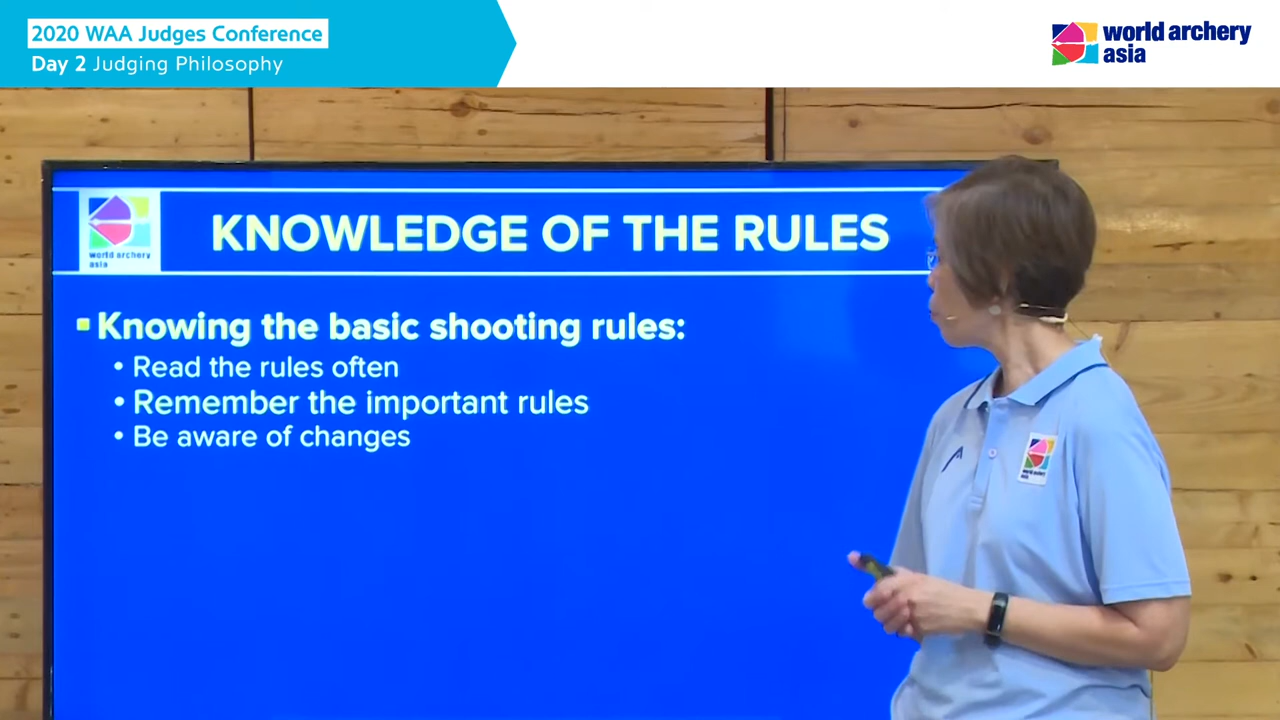 2020 WAA Judges Conference
Day 2 Judging Philosophy
world archery
asia
world archery
asia
KNOWLEDGE OF THE RULES
Knowing the basic shooting rules:
• Read the rules often
• Remember the important rules
• Be aware of changes